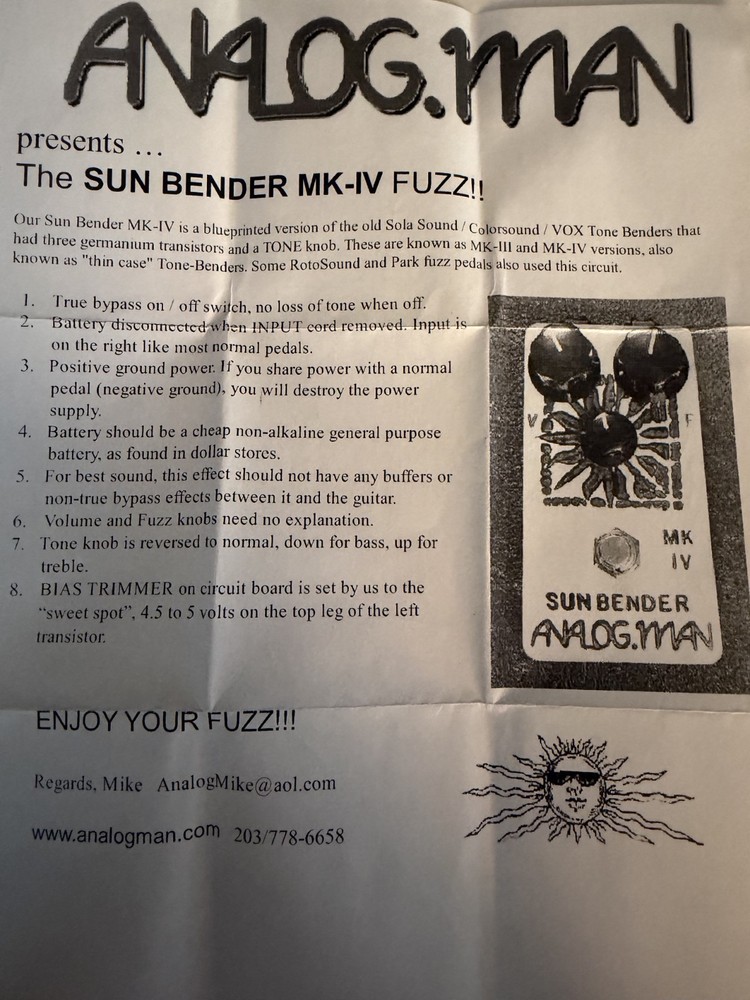 ANALOG.MAN
presents ...
The SUN BENDER MK-IV FUZZ!!
Our Sun Bender MK-IV is a blueprinted version of the old Sola Sound / Colorsound / VOX Tone Benders that
had three germanium transistors and a TONE knob. These are known as MK-III and MK-IV versions, also
known as "thin case" Tone-Benders. Some RotoSound and Park fuzz pedals also used this circuit.
1. True bypass on / off switch, no loss of tone when off.
2. Battery disconnected when INPUT cord removed. Input is
on the right like most normal pedals.
3. Positive ground power. If you share power with a normal
pedal (negative ground), you will destroy the power
supply.
4. Battery should be a cheap non-alkaline general purpose
battery, as found in dollar stores.
5. For best sound, this effect should not have any buffers or
non-true bypass effects between it and the guitar.
6. Volume and Fuzz knobs need no explanation.
7. Tone knob is reversed to normal, down for bass, up for
treble.
8. BIAS TRIMMER on circuit board is set by us to the
“sweet spot”, 4.5 to 5 volts on the top leg of the left
transistor.
V F
MK
IV
SUN BENDER
ANALOG.MAN
ENJOY YOUR FUZZ!!!
Regards, Mike AnalogMike@aol.com
www.analogman.com 203/778-6658